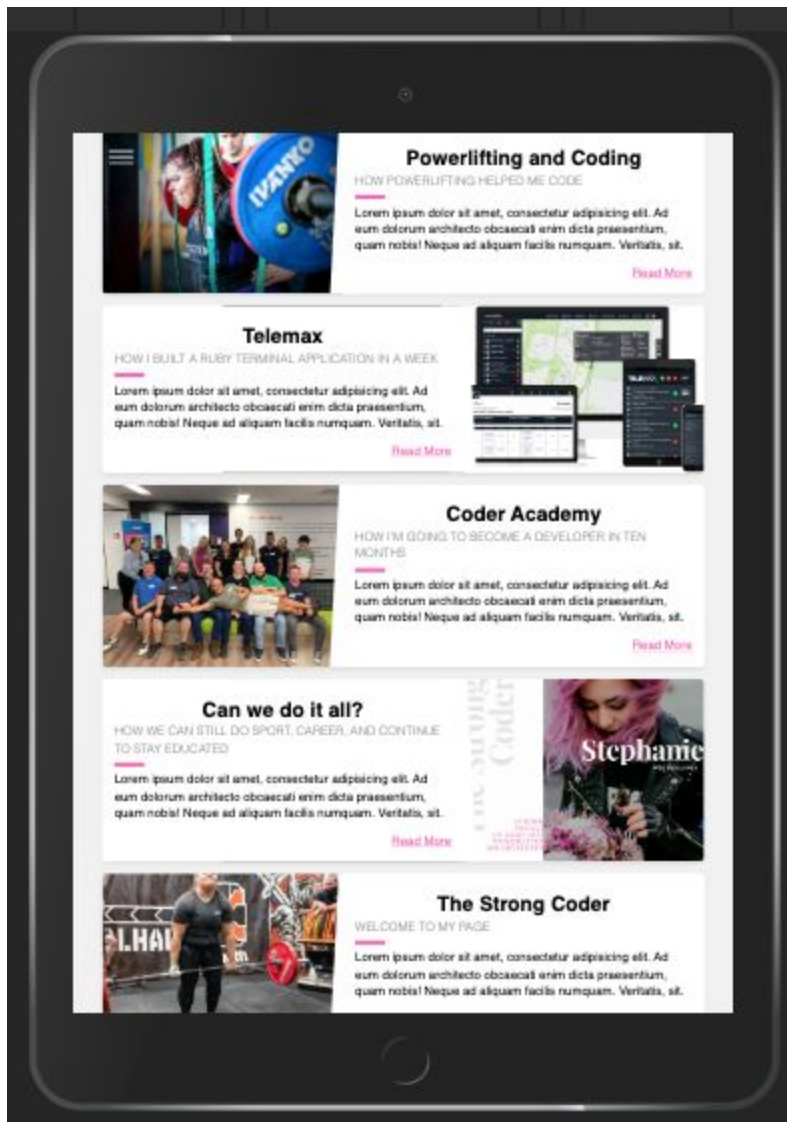 IVANKO
Powerlifting and Coding
HOW POWERLIFTING HELPED ME CODE
Lorem ipsum dolor sit amet, consectetur adipisicing elit. Ad
eum dolorum architecto obcaecati enim dicta praesentium,
quam nobis! Neque ad aliquam facilis numquam. Veritatis, sit.
Read More
Telemax
HOW I BUILT A RUBY TERMINAL APPLICATION IN A WEEK
Lorem ipsum dolor sit amet, consectetur adipisicing elit. Ad
eum dolorum architecto obcaecati enim dicta praesentium,
quam nobis! Neque ad aliquam facilis numquam. Veritatis, sit.
Read More
Coder Academy
HOW I'M GOING TO BECOME A DEVELOPER IN TEN
MONTHS
Lorem ipsum dolor sit amet, consectetur adipisicing elit. Ad
eum dolorum architecto obcaecati enim dicta praesentium,
quam nobis! Neque ad aliquam facilis numquam. Veritatis, sit.
Read More
Can we do it all?
HOW WE CAN STILL DO SPORT, CAREER, AND CONTINUE
TO STAY EDUCATED
Lorem ipsum dolor sit amet, consectetur adipisicing elit. Ad
eum dolorum architecto obcaecati enim dicta praesentium,
quam nobis! Neque ad aliquam facilis numquam. Veritatis, sit.
Read More
The Strong
Coder
Stephanie
The Strong Coder
WELCOME TO MY PAGE
Lorem ipsum dolor sit amet, consectetur adipisicing elit. Ad
eum dolorum architecto obcaecati enim dicta praesentium,
quam nobis! Neque ad aliquam facilis numquam. Veritatis, sit.